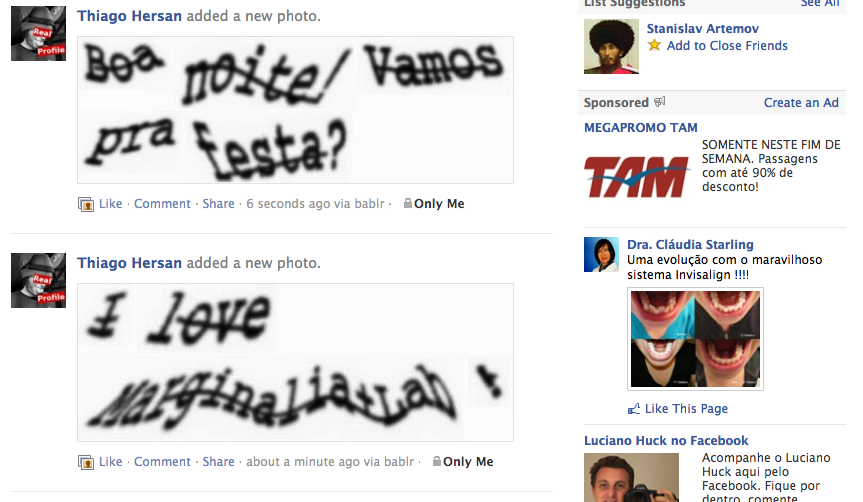 Thiago Hersan added a new photo.
Boa noite! Vamos
pra festa?
Like · Comment · Share · 6 seconds ago via bablr · Only Me
Thiago Hersan added a new photo.
I love
Marginalia+Lab !
Like · Comment · Share · about a minute ago via bablr · Only Me
Real
Profile
Real
Profile
List Suggestions See All
Stanislav Artemov
Add to Close Friends
Sponsored Create an Ad
MEGAPROMO TAM
TAM
SOMENTE NESTE FIM DE
SEMANA. Passagens
com até 90% de
desconto!
Dra. Cláudia Starling
Uma evolução com o maravilhoso
sistema Invisalign !!!!
Like This Page
Luciano Huck no Facebook
Acompanhe o Luciano
Huck aqui pelo
Facebook. Fique por
dentro, comente